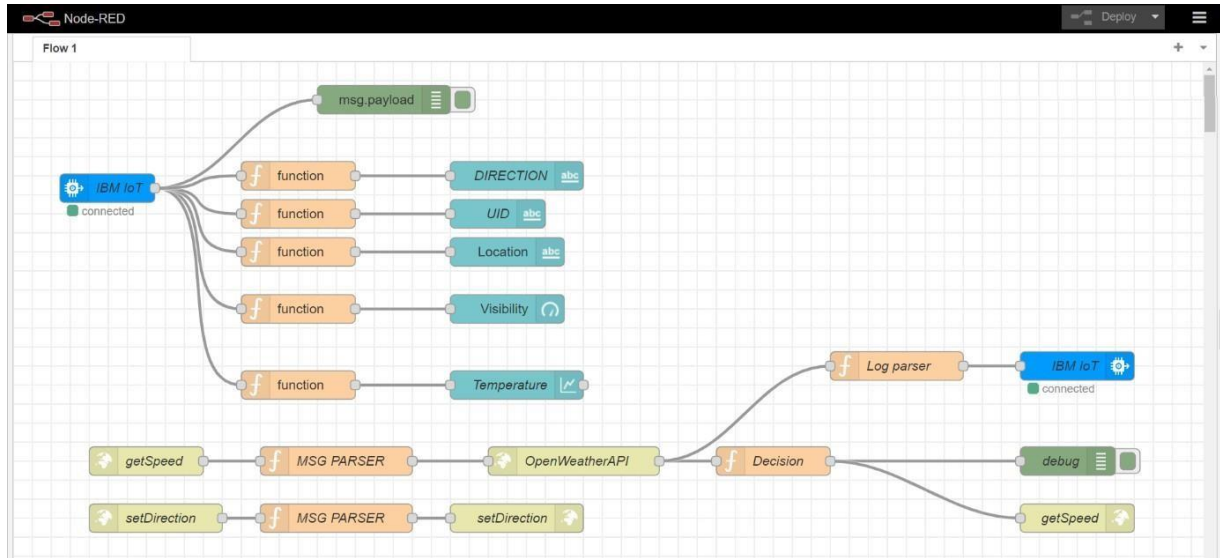 Node-RED
Deploy
Flow 1
msg.payload
IBM IoT
connected
function
DIRECTION
abc
function
UID
abc
function
Location
abc
function
Visibility
function
Temperature
Log parser
IBM IoT
connected
getSpeed
MSG PARSER
OpenWeatherAPI
Decision
debug
setDirection
MSG PARSER
setDirection
getSpeed